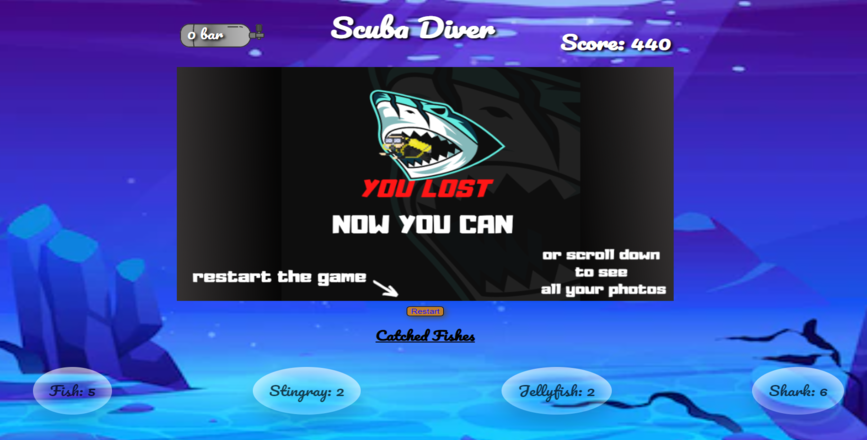 Scuba Diver
0 bar
Score: 440
YOU LOST
NOW YOU CAN
restart the game
or scroll down
to see
all your photos
Restart
Catched Fishes
Fish: 5
Stingray: 2
Jellyfish: 2
Shark: 6